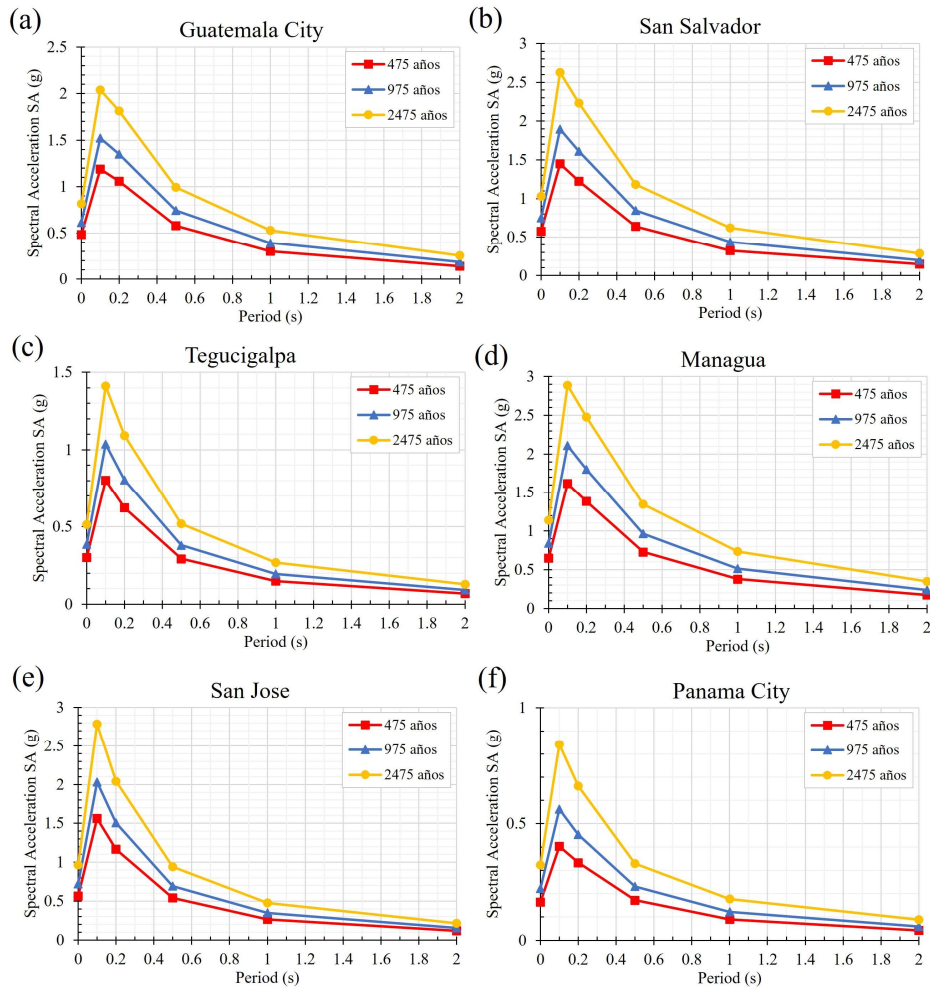 (a)
Guatemala City
Spectral Acceleration SA (g)
2.5
2
1.5
1
0.5
0
475 años
975 años
2475 años
0 0.2 0.4 0.6 0.8 1 1.2 1.4 1.6 1.8 2
Period (s)
(b)
San Salvador
Spectral Acceleration SA (g)
3
2.5
2
1.5
1
0.5
0
475 años
975 años
2475 años
0 0.2 0.4 0.6 0.8 1 1.2 1.4 1.6 1.8 2
Period (s)
(c)
Tegucigalpa
Spectral Acceleration SA (g)
1.5
1
0.5
0
475 años
975 años
2475 años
0 0.2 0.4 0.6 0.8 1 1.2 1.4 1.6 1.8 2
Period (s)
(d)
Managua
Spectral Acceleration SA (g)
3
2.5
2
1.5
1
0.5
0
475 años
975 años
2475 años
0 0.2 0.4 0.6 0.8 1 1.2 1.4 1.6 1.8 2
Period (s)
(e)
San Jose
Spectral Acceleration SA (g)
3
2.5
2
1.5
1
0.5
0
475 años
975 años
2475 años
0 0.2 0.4 0.6 0.8 1 1.2 1.4 1.6 1.8 2
Period (s)
(f)
Panama City
Spectral Acceleration SA (g)
1
0.5
0
475 años
975 años
2475 años
0 0.2 0.4 0.6 0.8 1 1.2 1.4 1.6 1.8 2
Period (s)